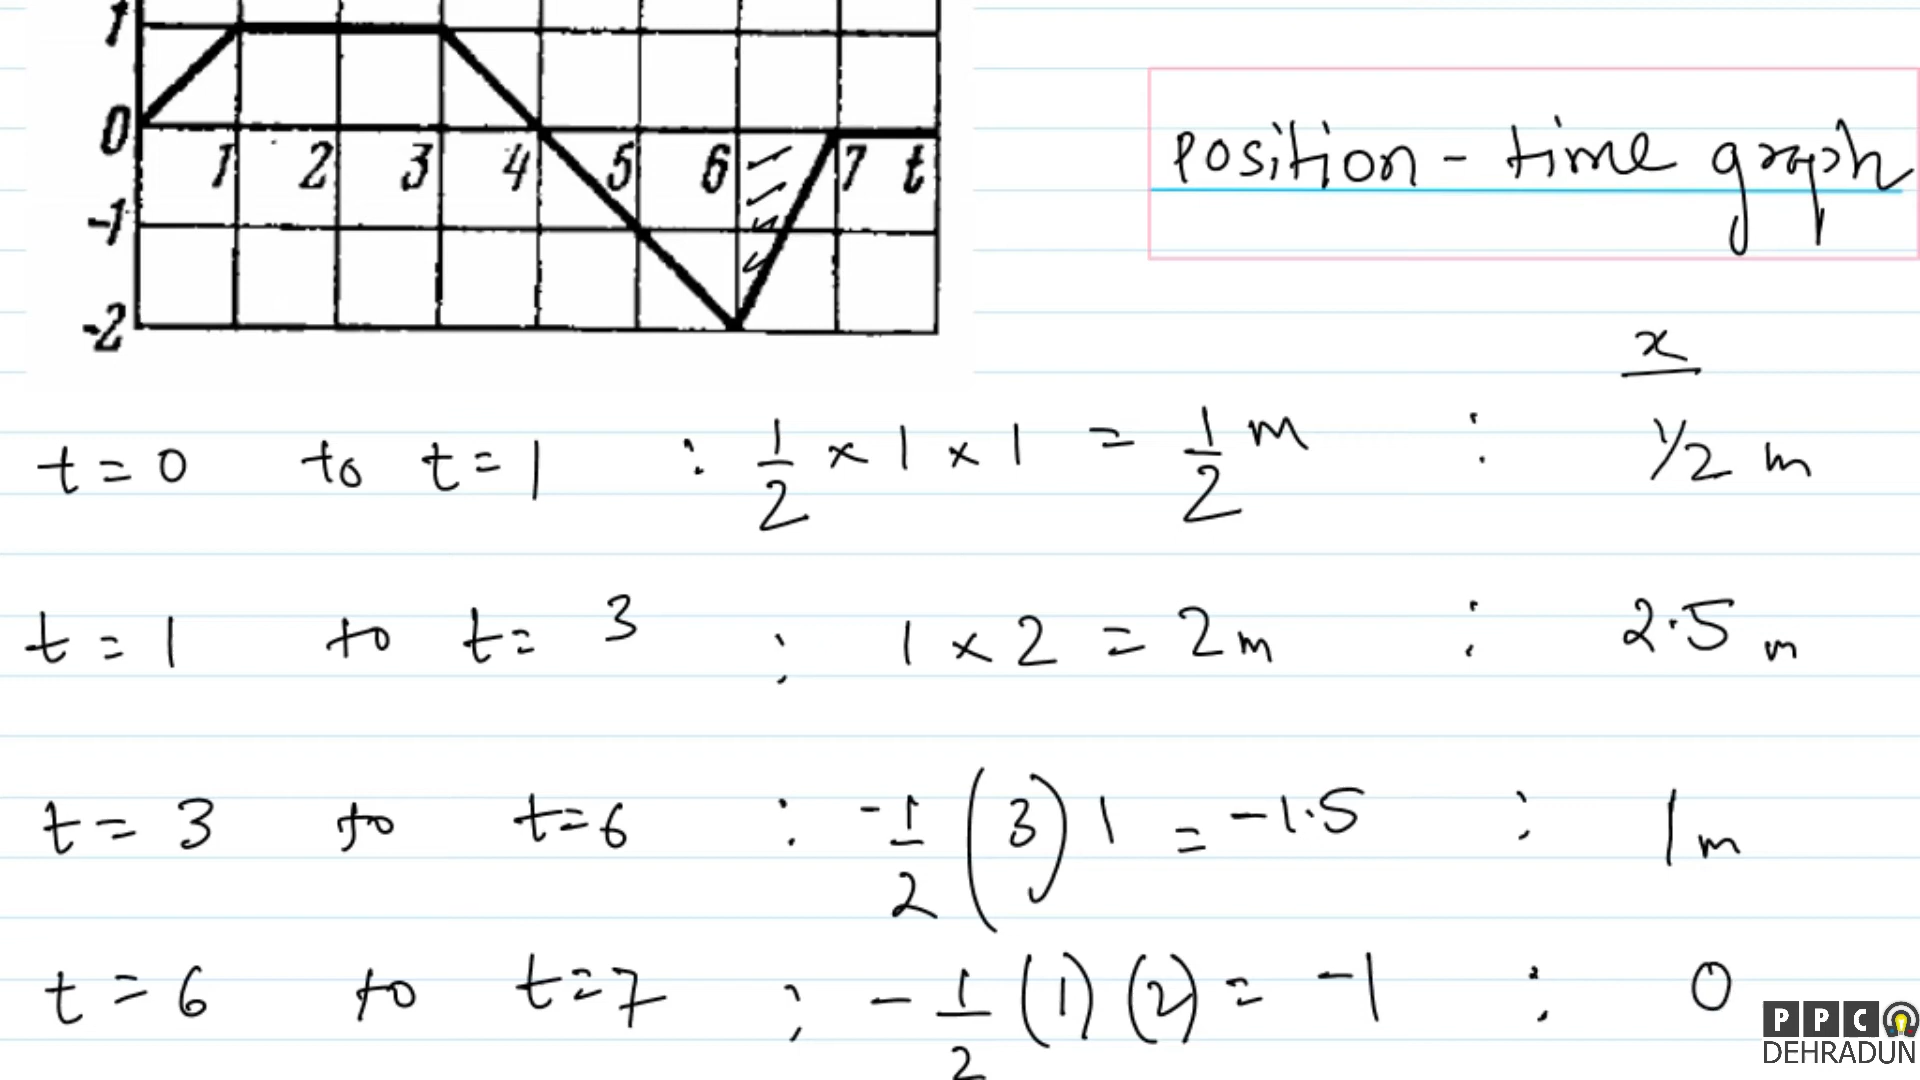 1
0
1 2 3 4 5 6 7 t
-1
-2
Position - time graph
x
t = 0 to t = 1 : 1/2 × 1 × 1 = 1/2 m : 1/2 m
t = 1 to t = 3 ; 1 × 2 = 2 m : 2.5 m
t = 3 to t = 6 : -1/2 (3) 1 = -1.5 : 1 m
t = 6 to t = 7 ; - 1/2 (1) (2) = -1 : 0
PPC
DEHRADUN